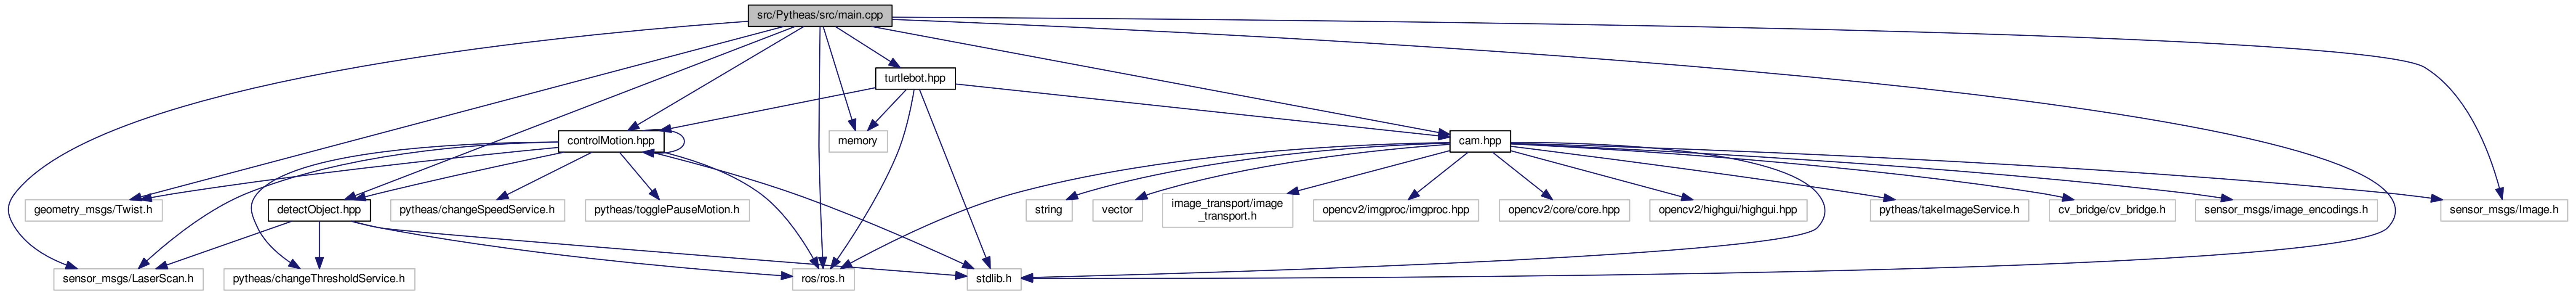 src/Pytheas/src/main.cpp
turtlebot.hpp
controlMotion.hpp
memory
cam.hpp
geometry_msgs/Twist.h
detectObject.hpp
pytheas/changeSpeedService.h
pytheas/togglePauseMotion.h
string
vector
image_transport/image
_transport.h
opencv2/imgproc/imgproc.hpp
opencv2/core/core.hpp
opencv2/highgui/highgui.hpp
pytheas/takeImageService.h
cv_bridge/cv_bridge.h
sensor_msgs/image_encodings.h
sensor_msgs/Image.h
sensor_msgs/LaserScan.h
pytheas/changeThresholdService.h
ros/ros.h
stdlib.h